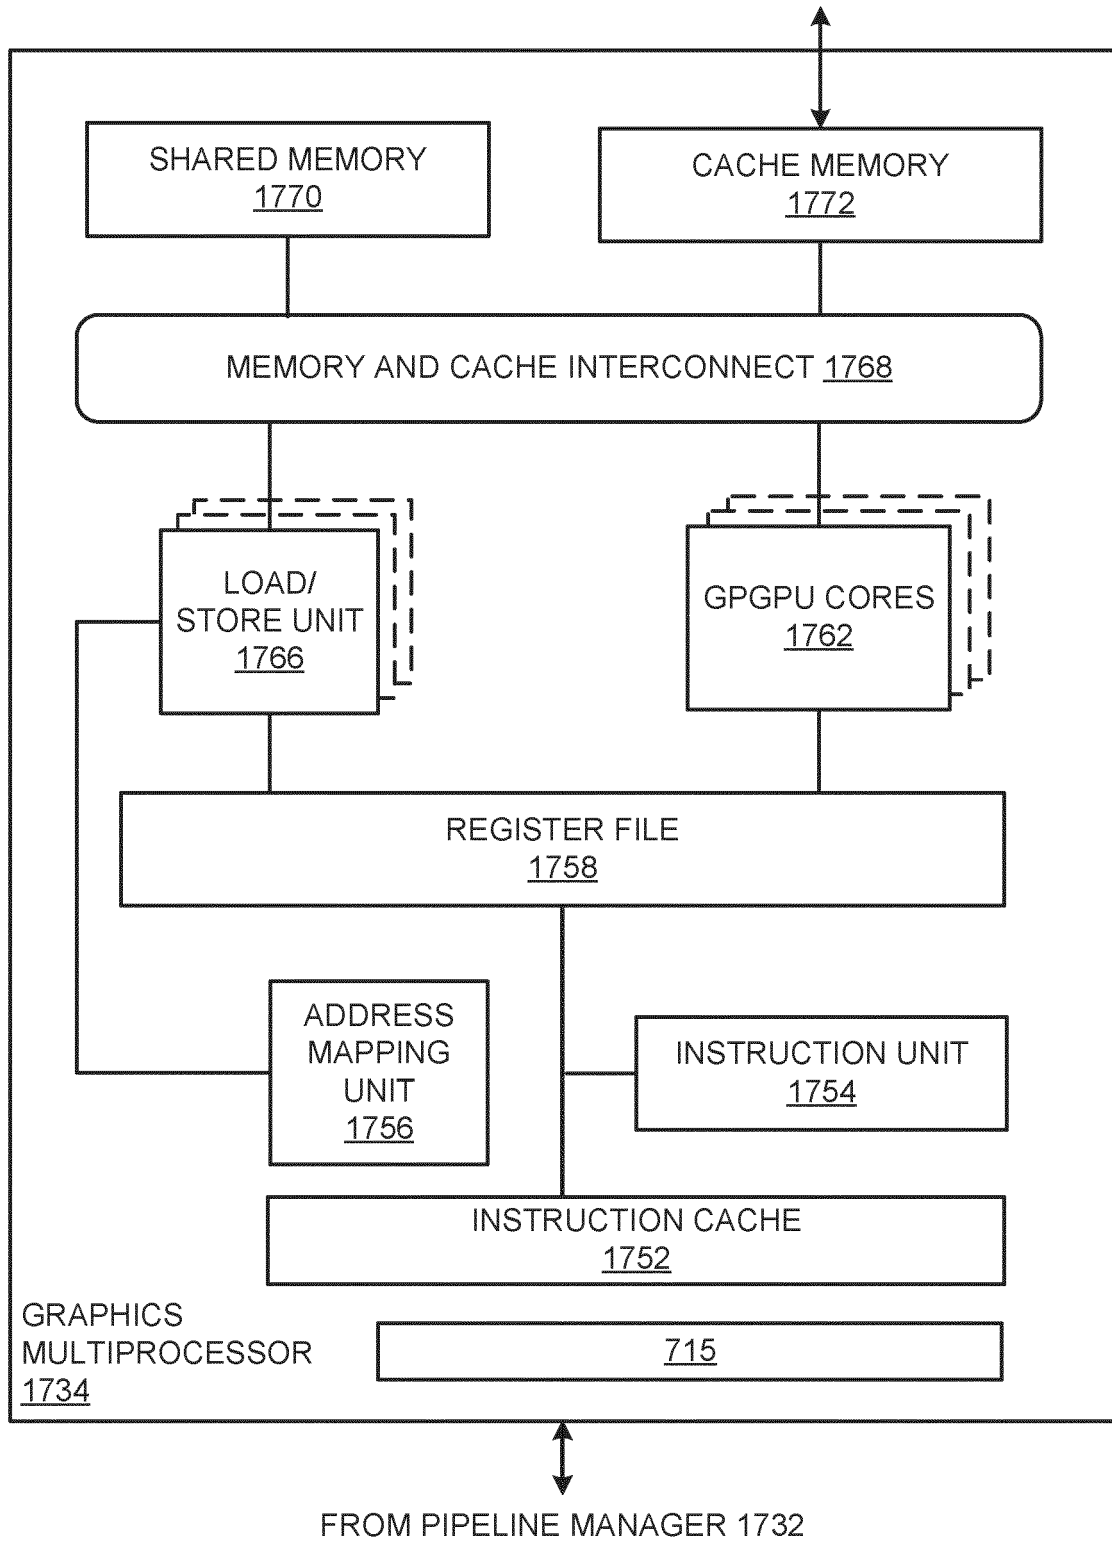 SHARED MEMORY
1770
CACHE MEMORY
1772
MEMORY AND CACHE INTERCONNECT 1768
LOAD/
STORE UNIT
1766
GPGPU CORES
1762
REGISTER FILE
1758
ADDRESS
MAPPING
UNIT
1756
INSTRUCTION UNIT
1754
INSTRUCTION CACHE
1752
GRAPHICS
MULTIPROCESSOR
1734
715
FROM PIPELINE MANAGER 1732